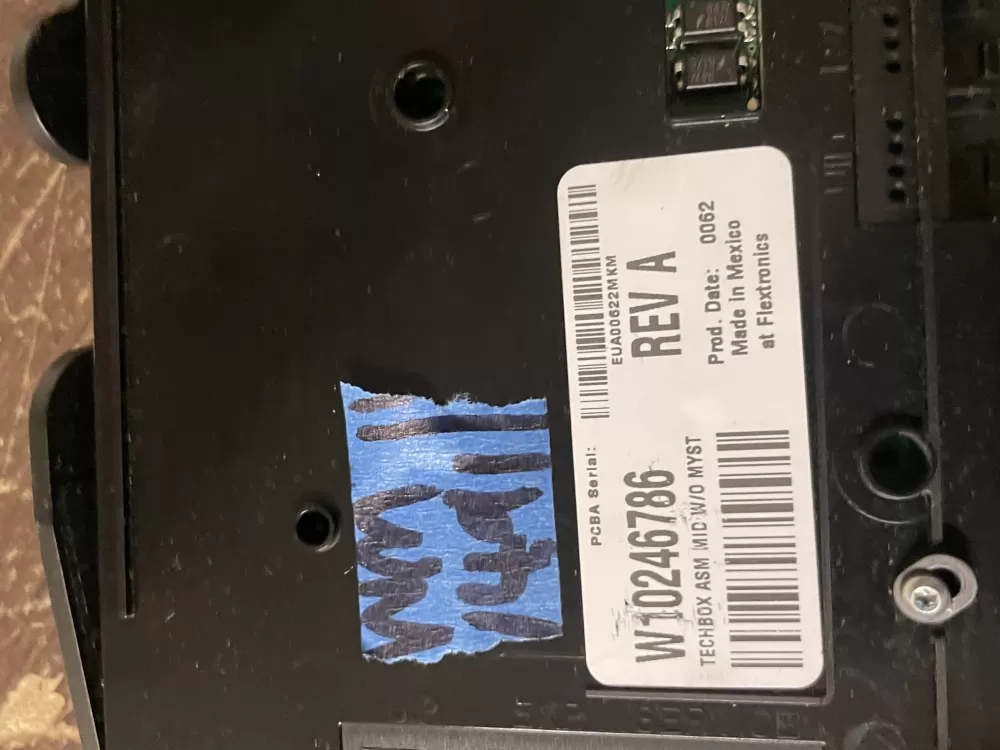 PCBA Serial:
EUA00622MKM
W10246786 REV A
TECHBOX ASM MID W/O MYST
Prod. Date: 0062
Made in Mexico
at Flextronics